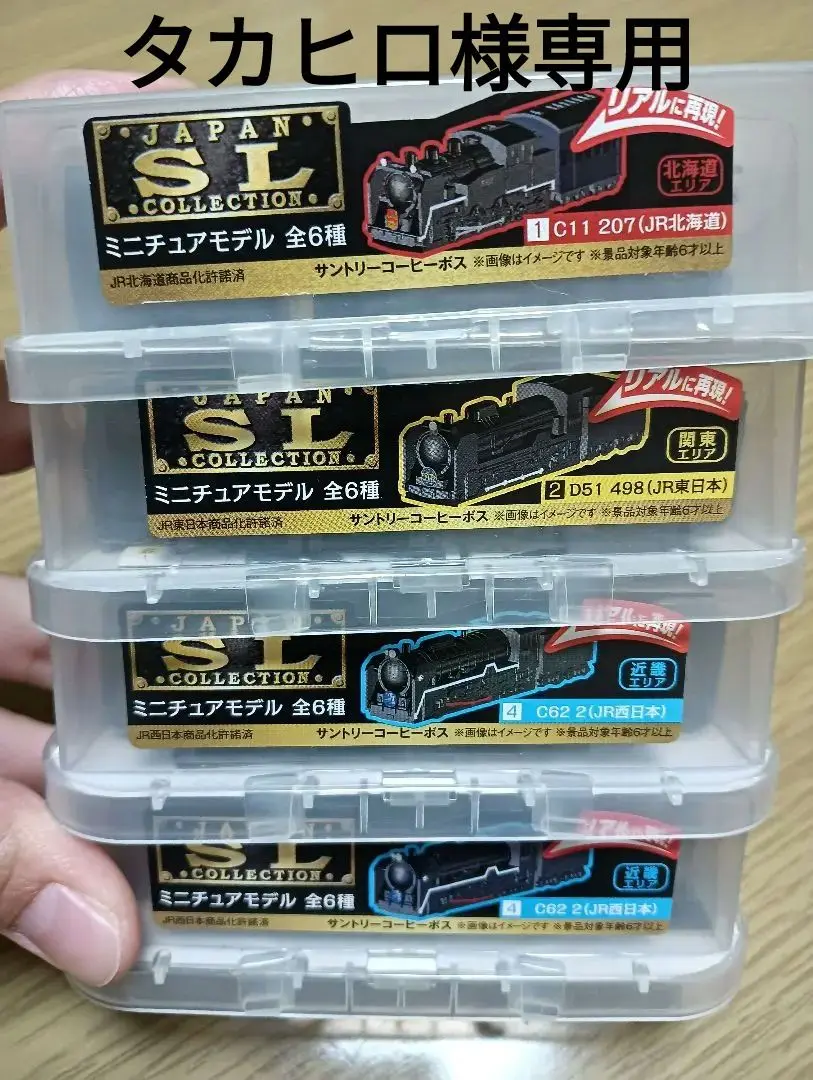 タカヒロ様専用
JAPAN
SL
COLLECTION
リアルに再現!
北海道
エリア
1 C11 207(JR北海道)
ミニチュアモデル 全6種
JR北海道商品化許諾済
サントリーコーヒーボス ※画像はイメージです ※景品対象年齢6才以上
JAPAN
SL
COLLECTION
リアルに再現!
関東
エリア
2 D51 498(JR東日本)
ミニチュアモデル 全6種
JR東日本商品化許諾済
サントリーコーヒーボス ※画像はイメージです ※景品対象年齢6才以上
JAPAN
SL
COLLECTION
リアルに再現!
近畿
エリア
4 C62 2(JR西日本)
ミニチュアモデル 全6種
JR西日本商品化許諾済
サントリーコーヒーボス ※画像はイメージです ※景品対象年齢6才以上
JAPAN
SL
COLLECTION
近畿
エリア
4 C62 2(JR西日本)
ミニチュアモデル 全6種
JR西日本商品化許諾済
サントリーコーヒーボス ※画像はイメージです ※景品対象年齢6才以上